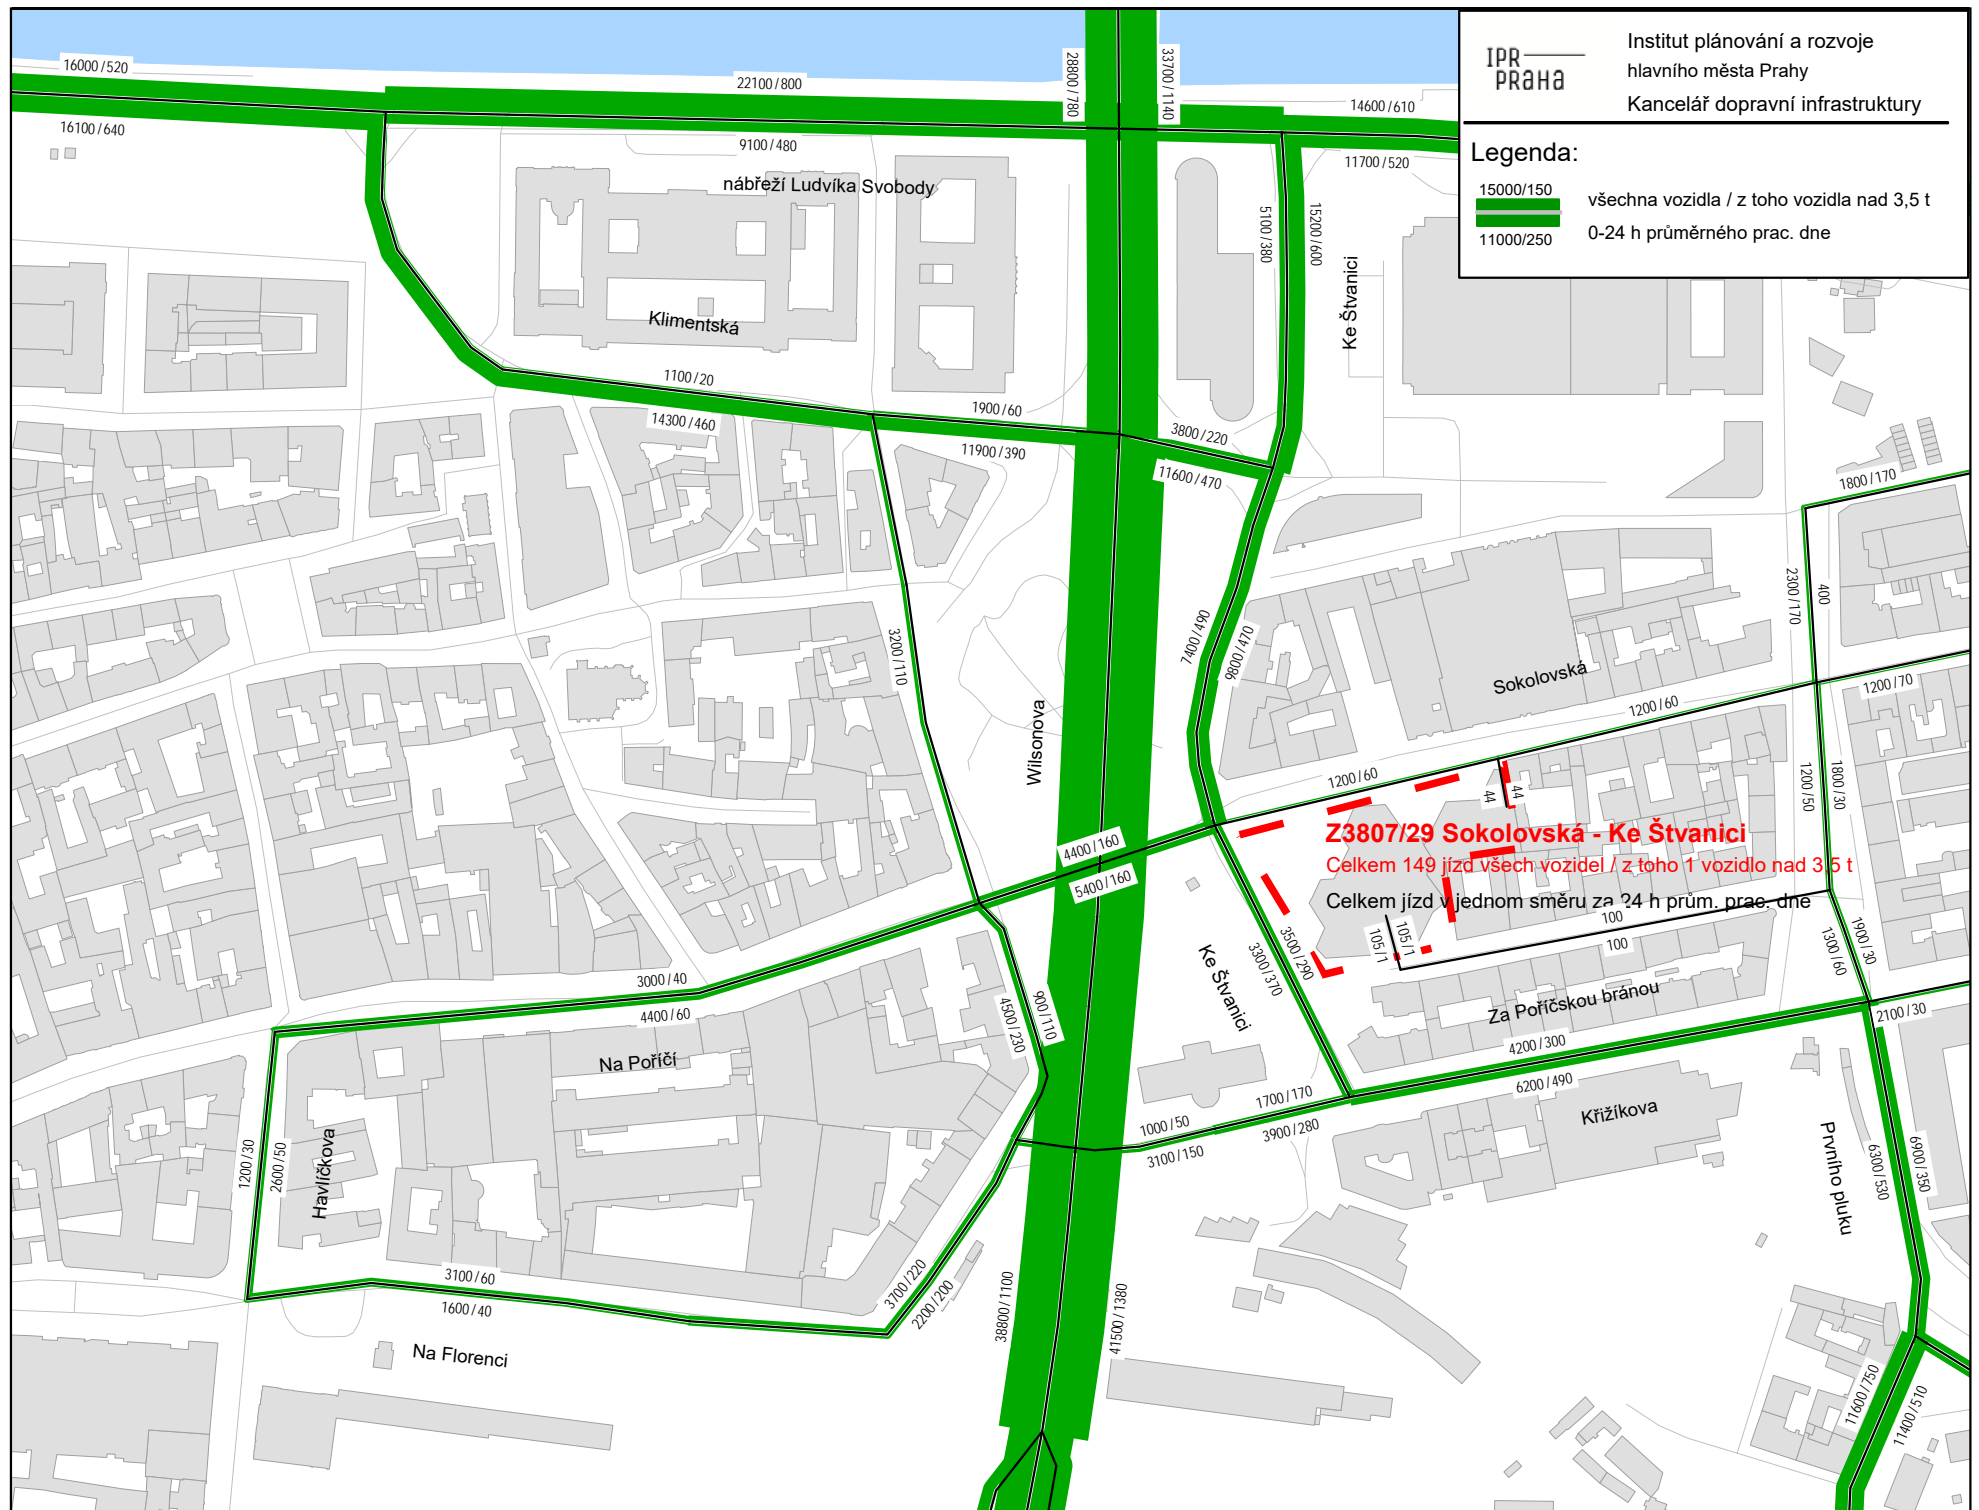 16000/520
22100/800
28800/780
33700/1140
14600/610
16100/640
9100/480
11700/520
nábřeží Ludvíka Svobody
5100/380
15200/600
Ke Štvanici
IPR
PRAHA
Institut plánování a rozvoje
hlavního města Prahy
Kancelář dopravní infrastruktury
Legenda:
15000/150
11000/250
všechna vozidla / z toho vozidla nad 3,5 t
0-24 h průměrného prac. dne
Klimentská
1100/20
14300/460
1900/60
11900/390
3800/220
11600/470
1800/170
2300/170
400
3200/110
7400/490
9800/470
Sokolovská
1200/60
1200/70
Wilsonova
1200/60
44
44
1200/50
1800/30
Z3807/29 Sokolovská - Ke Štvanici
Celkem 149 jízd všech vozidel / z toho 1 vozidlo nad 3,5 t
Celkem jízd v jednom směru za 24 h prům. prac. dne
4400/160
5400/160
100
100
105/1
105/1
1300/60
1900/30
3500/290
3300/370
Ke Štvanici
3000/40
4400/60
4500/230
900/110
Za Poříčskou bránou
2100/30
4200/300
6200/490
Na Poříčí
Křižíkova
1700/170
1000/50
3900/280
3100/150
1200/30
2600/50
Havlíčkova
Prvního pluku
6300/530
6900/350
3100/60
1600/40
3700/220
2200/200
38800/1100
41500/1380
Na Florenci
11600/750
11400/510